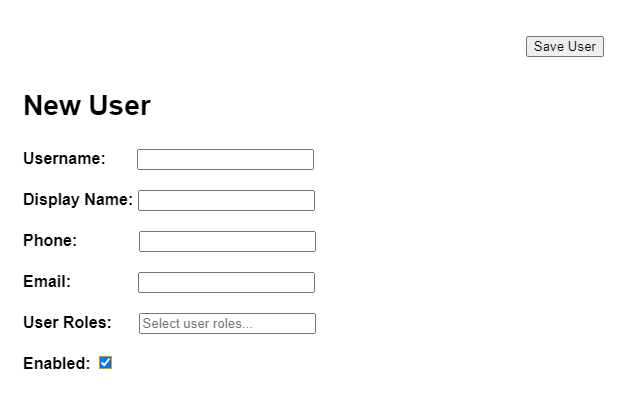 Save User
New User
Username:
Display Name:
Phone:
Email:
User Roles: Select user roles...
Enabled: